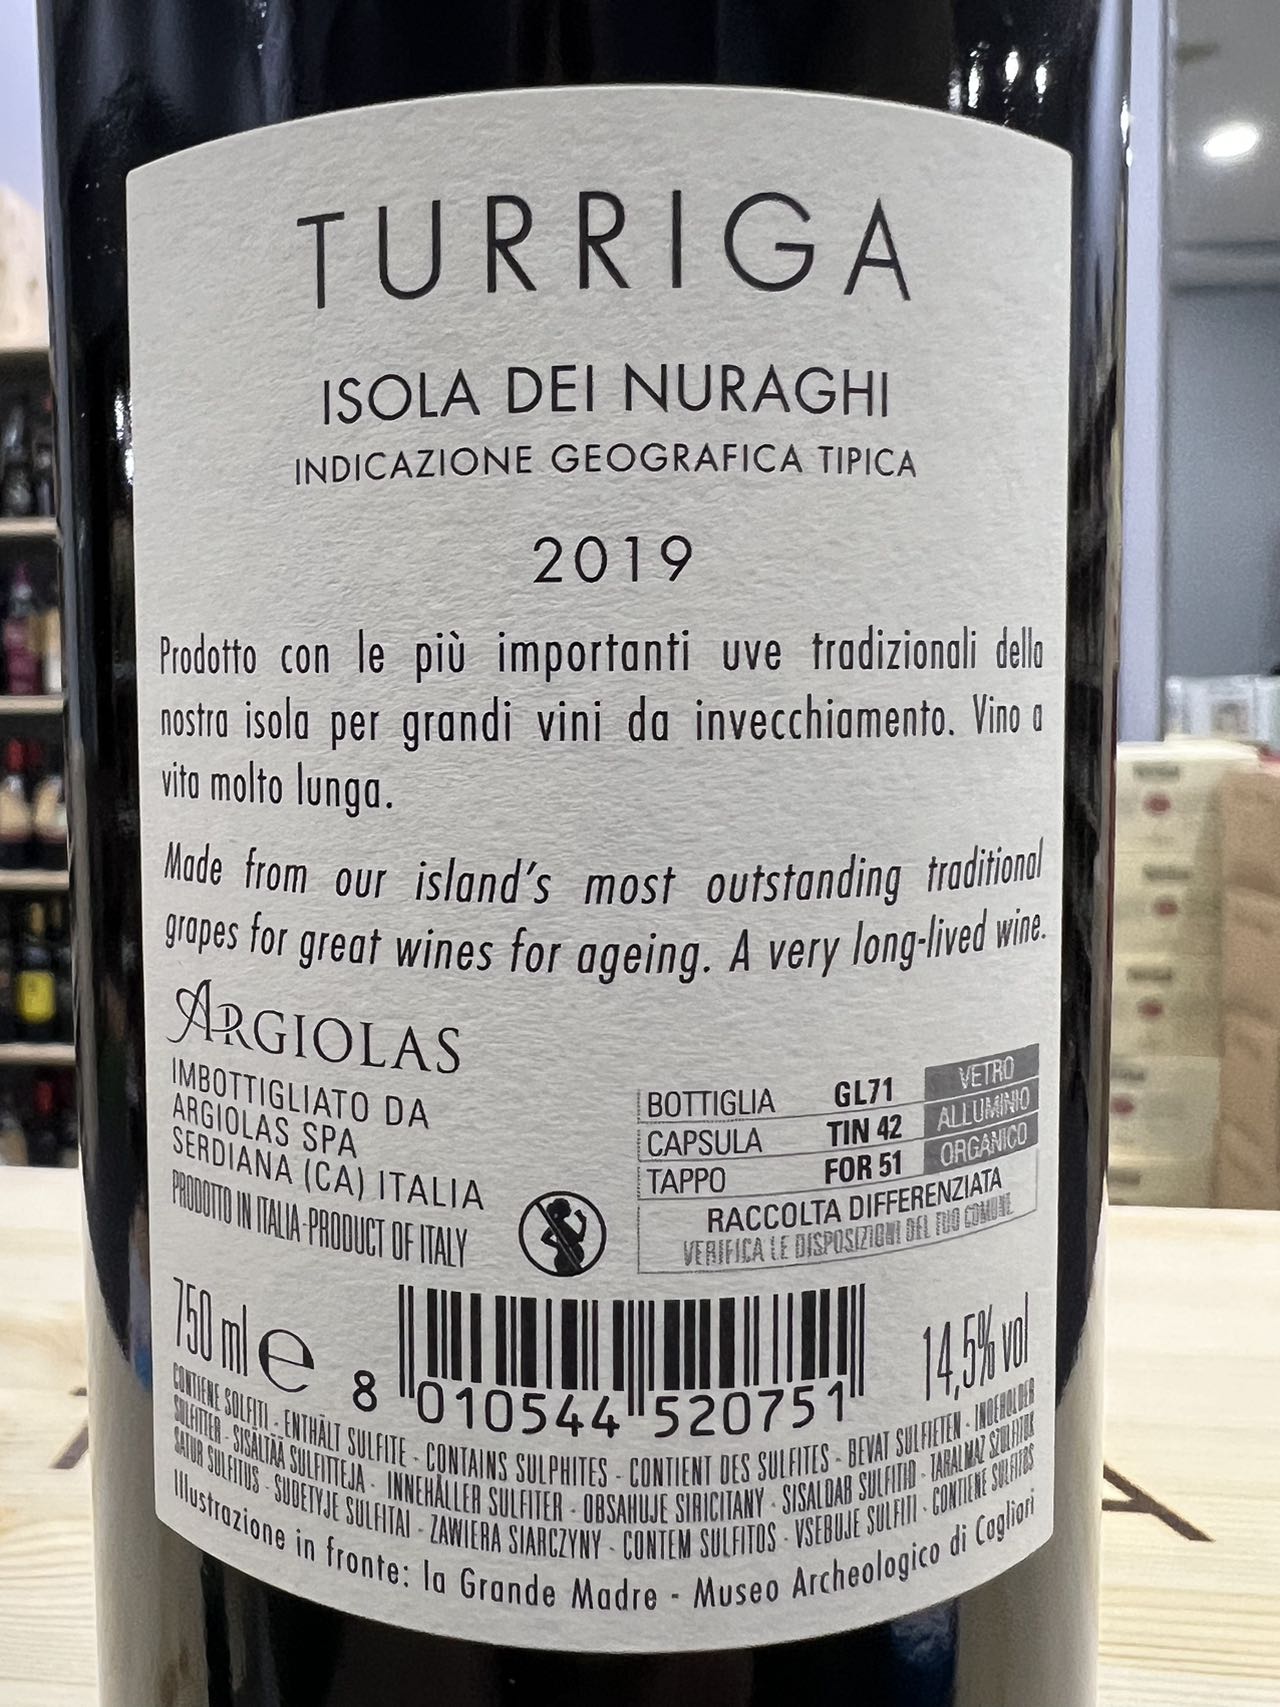 TURRIGA
ISOLA DEI NURAGHI
INDICAZIONE GEOGRAFICA TIPICA
2019
Prodotto con le più importanti uve tradizionali della
nostra isola per grandi vini da invecchiamento. Vino a
vita molto lunga.
Made from our island's most outstanding traditional
grapes for great wines for ageing. A very long-lived wine.
ARGIOLAS
IMBOTTIGLIATO DA
ARGIOLAS SPA
SERDIANA (CA) ITALIA
PRODOTTO IN ITALIA-PRODUCT OF ITALY
BOTTIGLIA GL71 VETRO
CAPSULA TIN 42 ALLUMINIO
TAPPO FOR 51 ORGANICO
RACCOLTA DIFFERENZIATA
VERIFICA LE DISPOSIZIONI DEL TUO COMUNE
750 ml e
8 010544 520751
14,5% vol
CONTIENE SOLFITI - ENTHÄLT SULFITE - CONTAINS SULPHITES - CONTIENT DES SULFITES - BEVAT SULFIETEN - INDEHOLDER
SULFITTER - SISÄLTÄÄ SULFITTEJA - INNEHÅLLER SULFITER - OBSAHUJE SIRICITANY - SISALDAB SULFITID - TARALMAZ SZULFITOK
SATUR SULFITUS - SUDETYJE SULFITAI - ZAWIERA SIARCZYNY - CONTEM SULFITOS - VSEBUJE SULFITI - CONTIENE SULFITOS
Illustrazione in fronte: la Grande Madre - Museo Archeologico di Cagliari